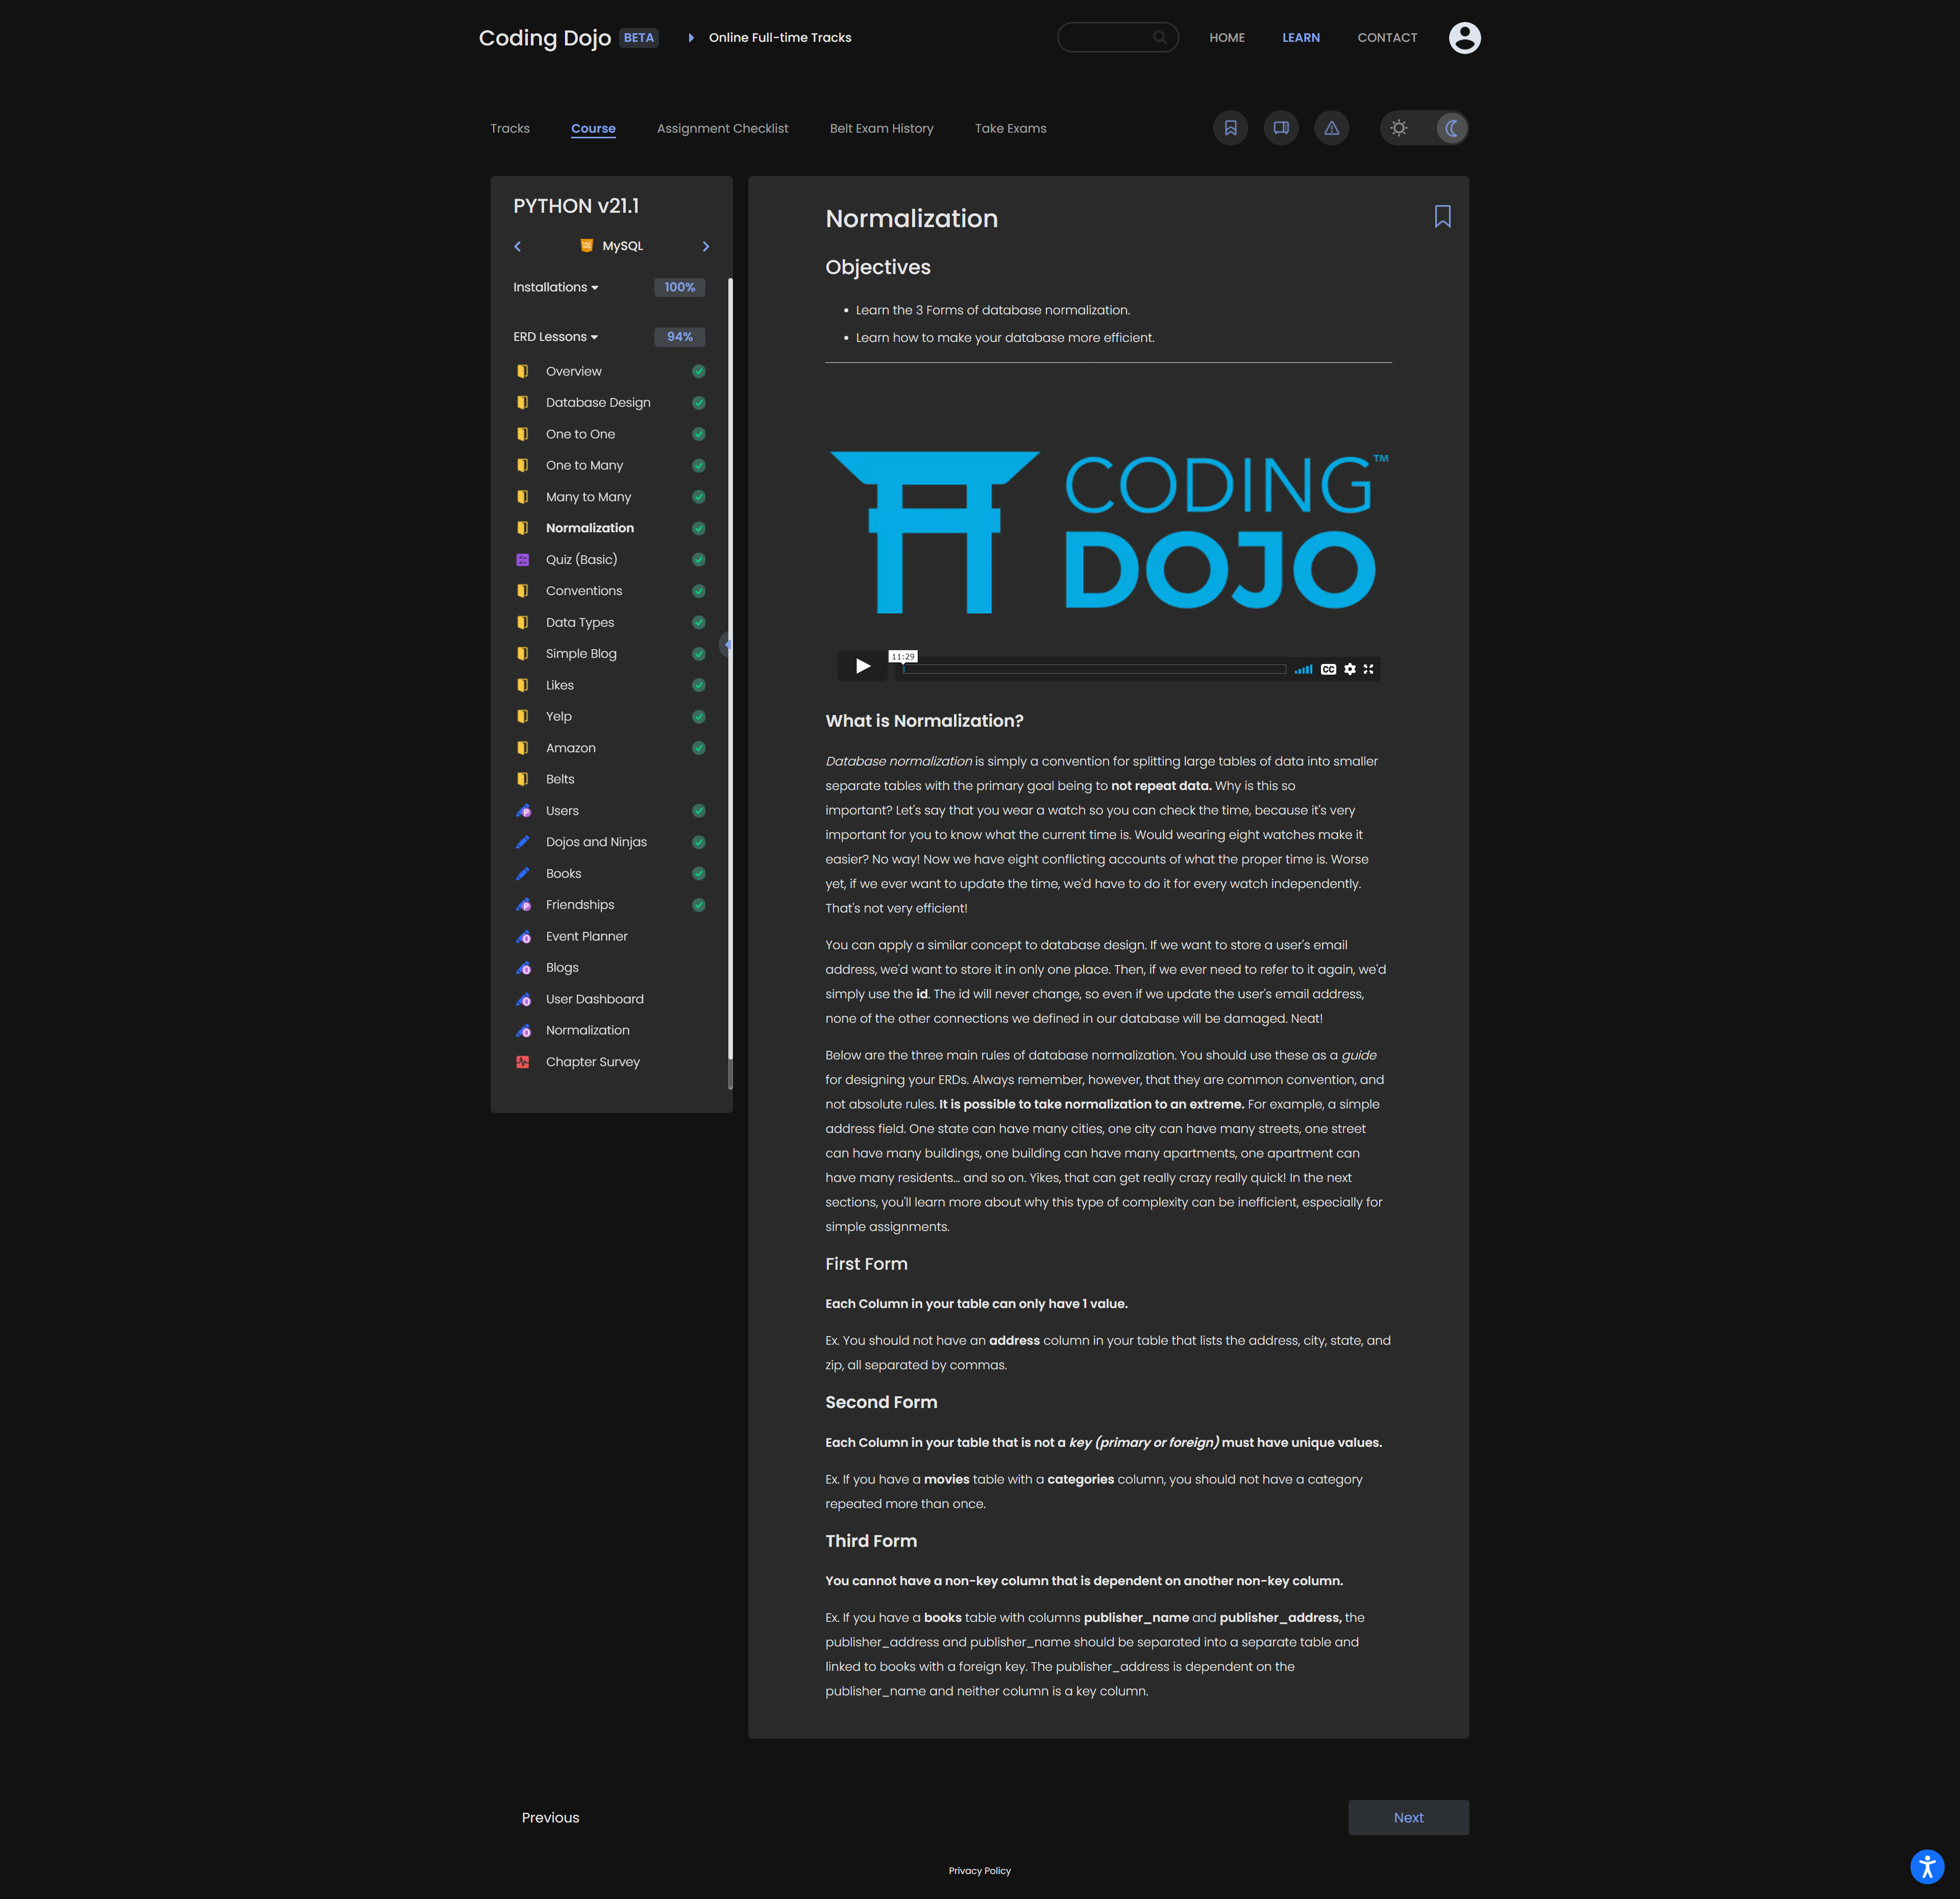 Coding Dojo BETA Online Full-time Tracks HOME LEARN CONTACT
Tracks Course Assignment Checklist Belt Exam History Take Exams
PYTHON v21.1
MySQL
Installations 100%
ERD Lessons 94%
Overview
Database Design
One to One
One to Many
Many to Many
Normalization
Quiz (Basic)
Conventions
Data Types
Simple Blog
Likes
Yelp
Amazon
Belts
Users
Dojos and Ninjas
Books
Friendships
Event Planner
Blogs
User Dashboard
Normalization
Chapter Survey
Normalization
Objectives
• Learn the 3 Forms of database normalization.
• Learn how to make your database more efficient.
CODING™
DOJO
11:29
CC
What is Normalization?
Database normalization is simply a convention for splitting large tables of data into smaller
separate tables with the primary goal being to not repeat data. Why is this so
important? Let's say that you wear a watch so you can check the time, because it's very
important for you to know what the current time is. Would wearing eight watches make it
easier? No way! Now we have eight conflicting accounts of what the proper time is. Worse
yet, if we ever want to update the time, we'd have to do it for every watch independently.
That's not very efficient!
You can apply a similar concept to database design. If we want to store a user's email
address, we'd want to store it in only one place. Then, if we ever need to refer to it again, we'd
simply use the id. The id will never change, so even if we update the user's email address,
none of the other connections we defined in our database will be damaged. Neat!
Below are the three main rules of database normalization. You should use these as a guide
for designing your ERDs. Always remember, however, that they are common convention, and
not absolute rules. It is possible to take normalization to an extreme. For example, a simple
address field. One state can have many cities, one city can have many streets, one street
can have many buildings, one building can have many apartments, one apartment can
have many residents... and so on. Yikes, that can get really crazy really quick! In the next
sections, you'll learn more about why this type of complexity can be inefficient, especially for
simple assignments.
First Form
Each Column in your table can only have 1 value.
Ex. You should not have an address column in your table that lists the address, city, state, and
zip, all separated by commas.
Second Form
Each Column in your table that is not a key (primary or foreign) must have unique values.
Ex. If you have a movies table with a categories column, you should not have a category
repeated more than once.
Third Form
You cannot have a non-key column that is dependent on another non-key column.
Ex. If you have a books table with columns publisher_name and publisher_address, the
publisher_address and publisher_name should be separated into a separate table and
linked to books with a foreign key. The publisher_address is dependent on the
publisher_name and neither column is a key column.
Previous Next
Privacy Policy